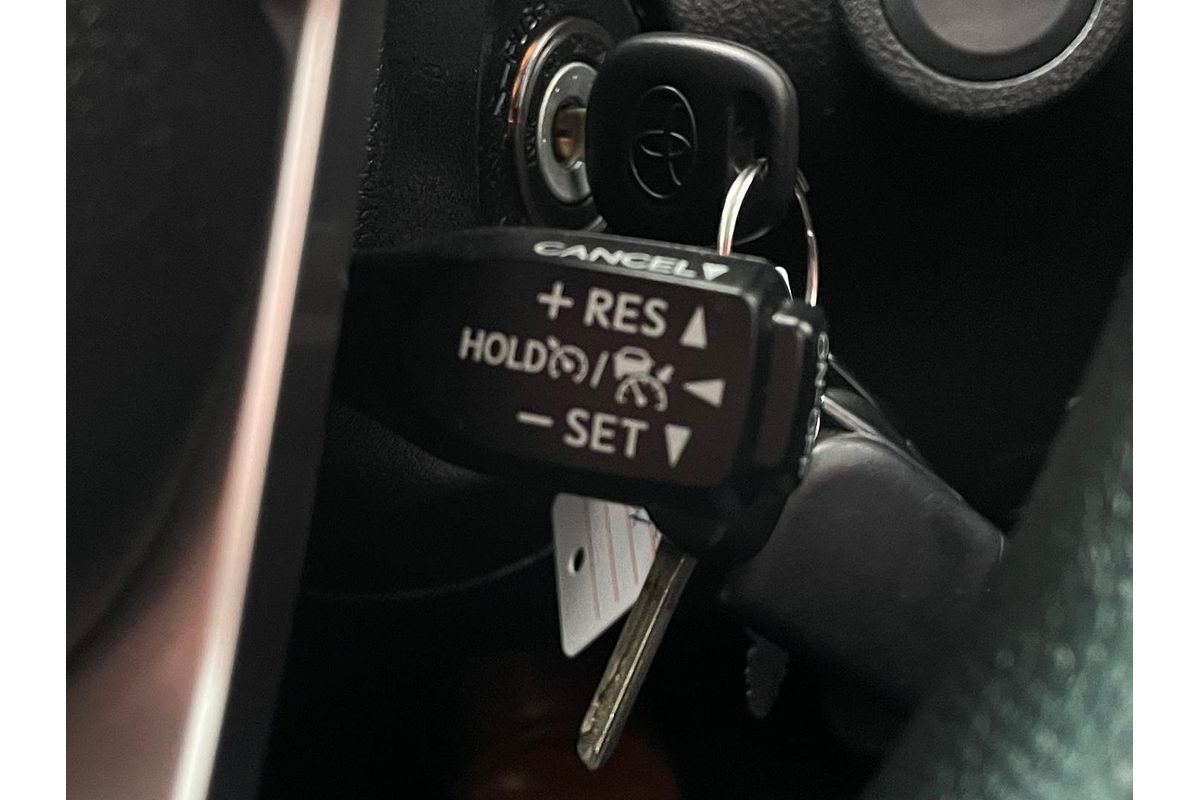 CANCEL▼
+ RES ▲
HOLD / ◄
− SET ▼